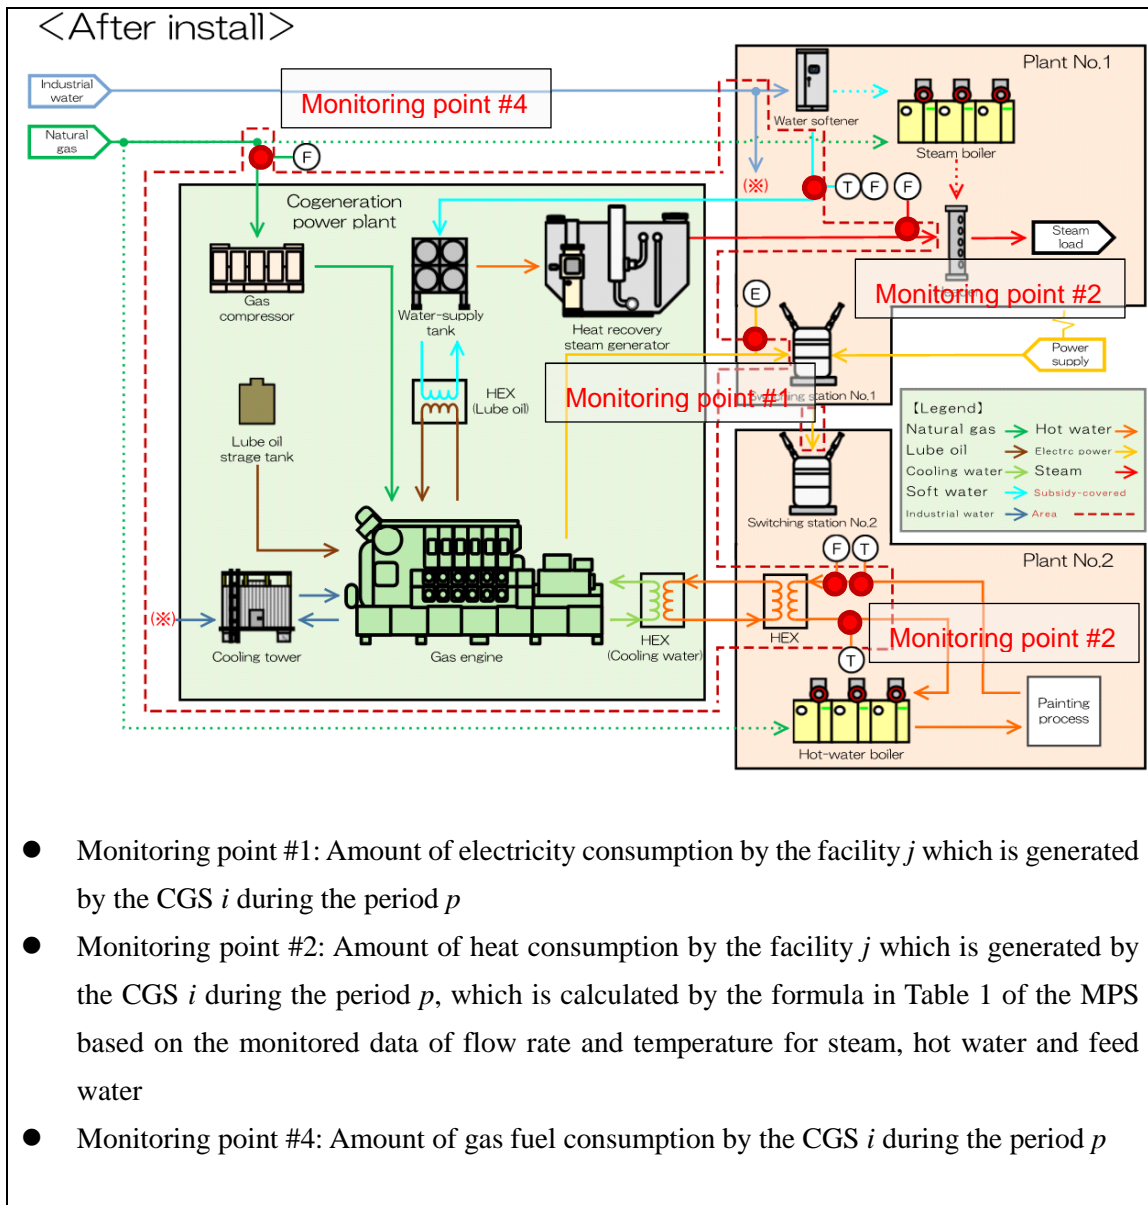 <After install>
Plant No.1
Industrial
water
Monitoring point #4
Water softener
Natural
gas
F
Steam boiler
(※)
T F F
Cogeneration
power plant
Steam
load
Gas
compressor
Water-supply
tank
Heat recovery
steam generator
E
Monitoring point #2
Power
supply
HEX
(Lube oil)
Monitoring point #1
Switching station No.1
Lube oil
strage tank
【Legend】
Natural gas
Hot water
Lube oil
Electrc power
Cooling water
Steam
Soft water
Subsidy-covered
Industrial water
Area
Switching station No.2
F T
Plant No.2
(※)
Cooling tower
Gas engine
HEX
(Cooling water)
HEX
Monitoring point #2
T
Painting
process
Hot-water boiler
● Monitoring point #1: Amount of electricity consumption by the facility j which is generated
by the CGS i during the period p
● Monitoring point #2: Amount of heat consumption by the facility j which is generated by
the CGS i during the period p, which is calculated by the formula in Table 1 of the MPS
based on the monitored data of flow rate and temperature for steam, hot water and feed
water
● Monitoring point #4: Amount of gas fuel consumption by the CGS i during the period p